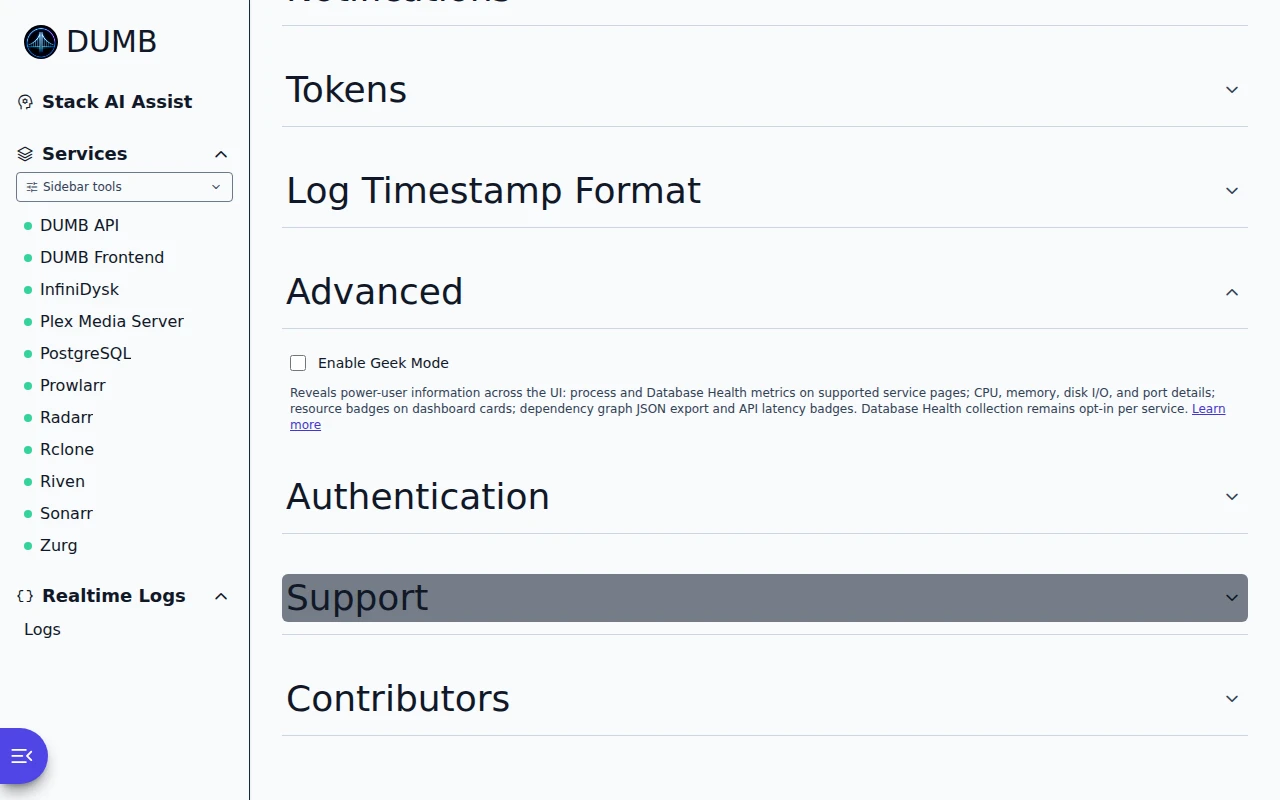 DUMB
Stack AI Assist
Services
Sidebar tools
DUMB API
DUMB Frontend
InfiniDysk
Plex Media Server
PostgreSQL
Prowlarr
Radarr
Rclone
Riven
Sonarr
Zurg
Realtime Logs
Logs
Notifications
Tokens
Log Timestamp Format
Advanced
Enable Geek Mode
Reveals power-user information across the UI: process and Database Health metrics on supported service pages; CPU, memory, disk I/O, and port details;
resource badges on dashboard cards; dependency graph JSON export and API latency badges. Database Health collection remains opt-in per service. Learn
more
Authentication
Support
Contributors